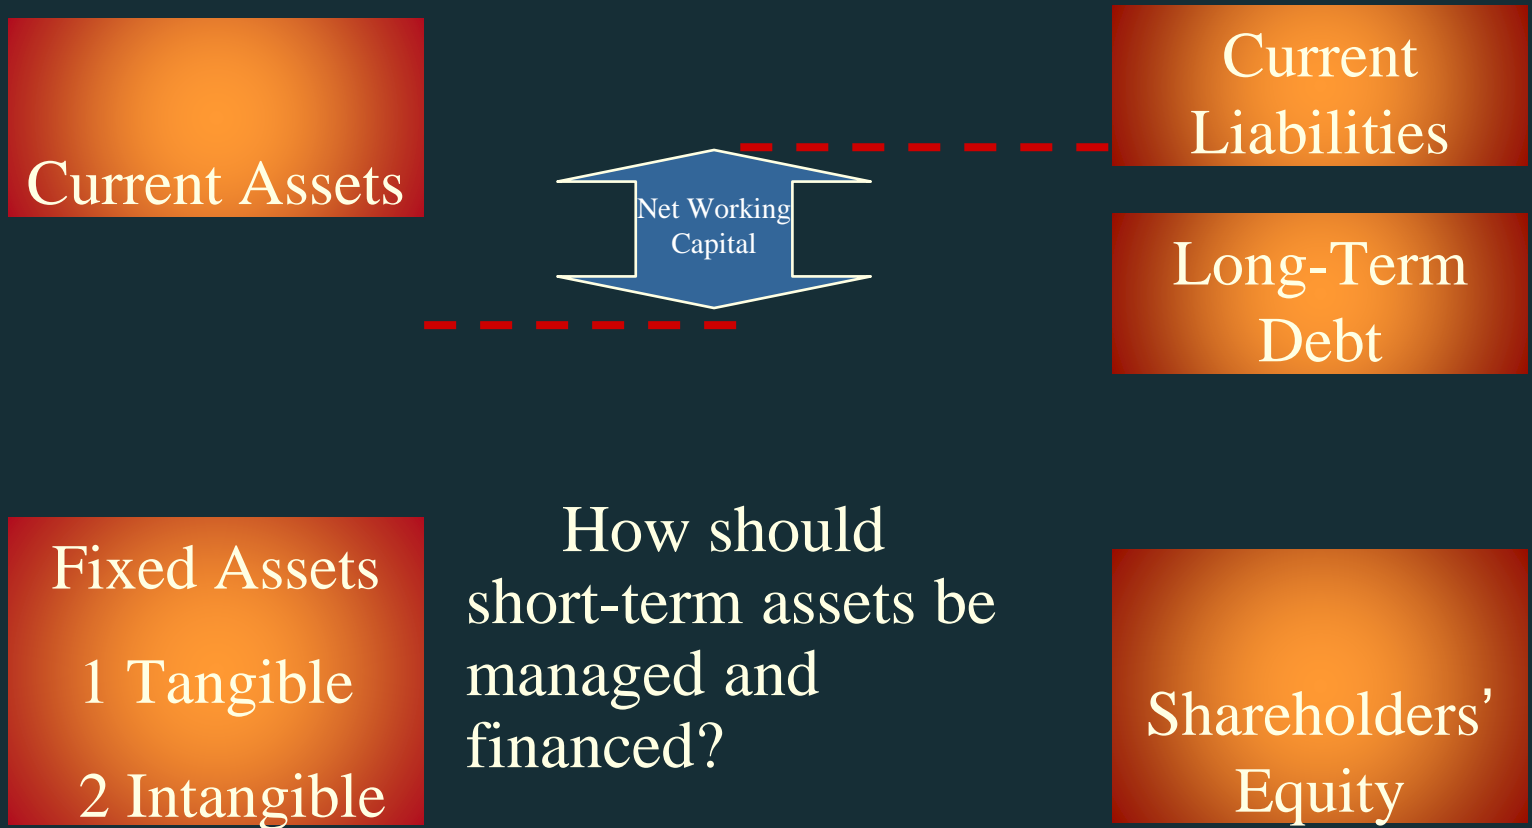 Current Assets
Net Working
Capital
Current
Liabilities
Long-Term
Debt
Fixed Assets
1 Tangible
2 Intangible
How should
short-term assets be
managed and
financed?
Shareholders’
Equity